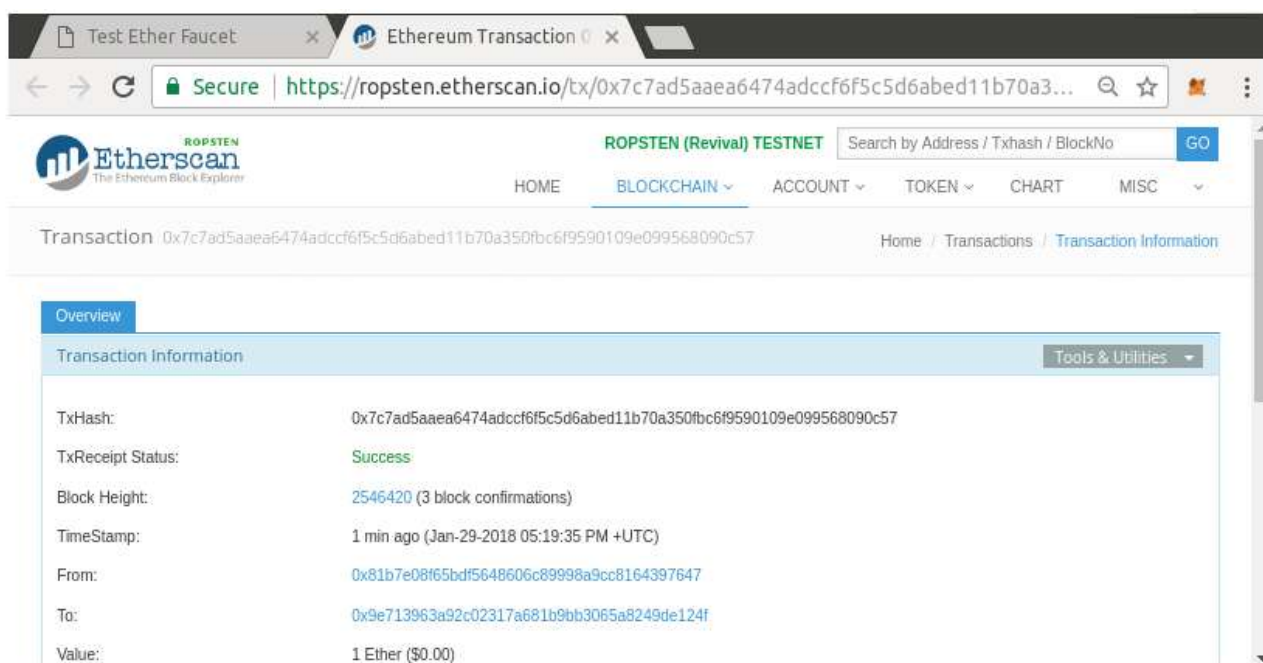 Test Ether Faucet
Ethereum Transaction 0
Secure | https://ropsten.etherscan.io/tx/0x7c7ad5aaea6474adccf6f5c5d6abed11b70a3...
ROPSTEN
Etherscan
The Ethereum Block Explorer
ROPSTEN (Revival) TESTNET Search by Address / Txhash / BlockNo GO
HOME BLOCKCHAIN ACCOUNT TOKEN CHART MISC
Transaction 0x7c7ad5aaea6474adccf6f5c5d6abed11b70a350fbc6f9590109e099568090c57 Home / Transactions / Transaction Information
Overview
Transaction Information Tools & Utilities
TxHash: 0x7c7ad5aaea6474adccf6f5c5d6abed11b70a350fbc6f9590109e099568090c57
TxReceipt Status: Success
Block Height: 2546420 (3 block confirmations)
TimeStamp: 1 min ago (Jan-29-2018 05:19:35 PM +UTC)
From: 0x81b7e08f65bdf5648606c89998a9cc8164397647
To: 0x9e713963a92c02317a681b9bb3065a8249de124f
Value: 1 Ether ($0.00)